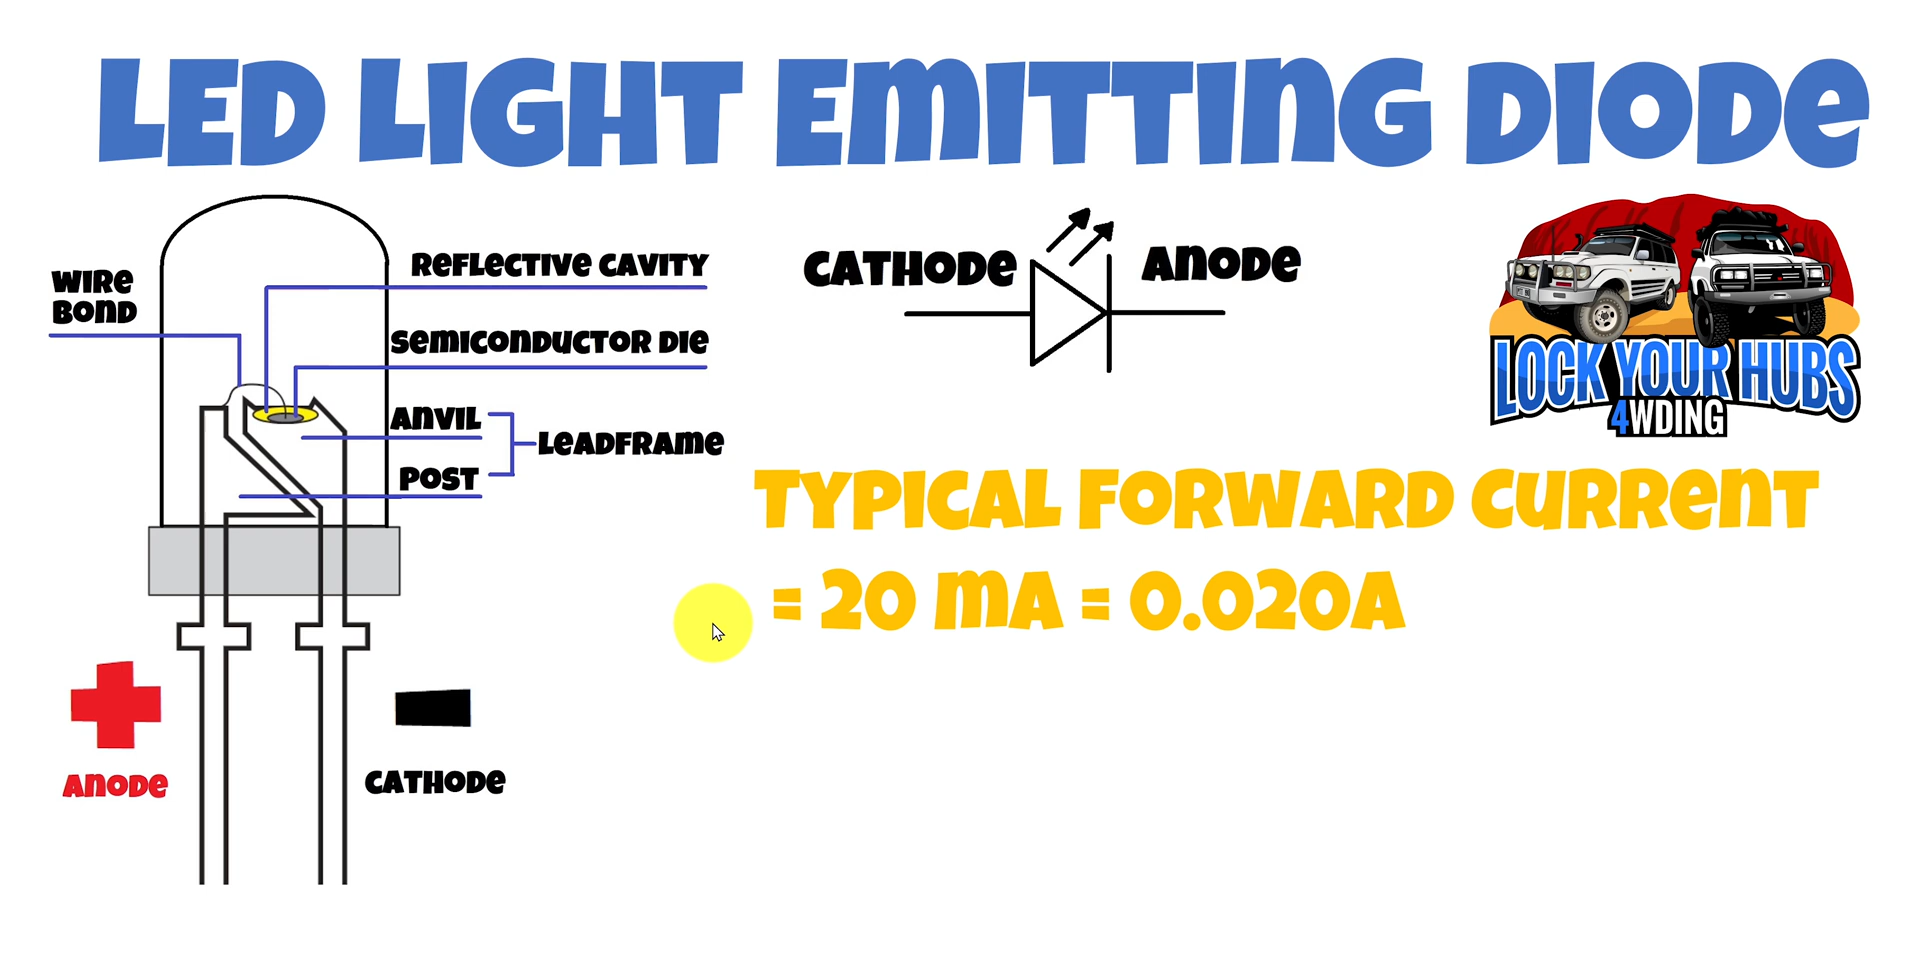 LED LIGHT EMITTING DIODE
WIRE
BOND
REFLECTIVE CAVITY
SEMICONDUCTOR DIE
ANVIL
LEADFRAME
POST
ANODE
CATHODE
CATHODE
ANODE
LOCK YOUR HUBS
4WDING
TYPICAL FORWARD CURRENT
= 20 mA = 0.020A